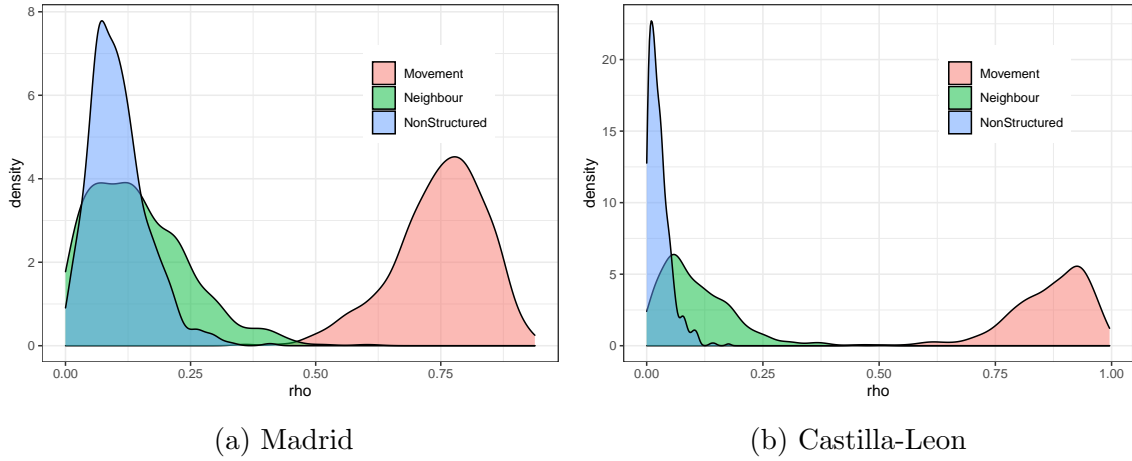 8
6
4
2
0
density
0.00
0.25
0.50
0.75
rho
Movement
Neighbour
NonStructured
(a) Madrid
20
15
10
5
0
density
0.00
0.25
0.50
0.75
1.00
rho
Movement
Neighbour
NonStructured
(b) Castilla-Leon